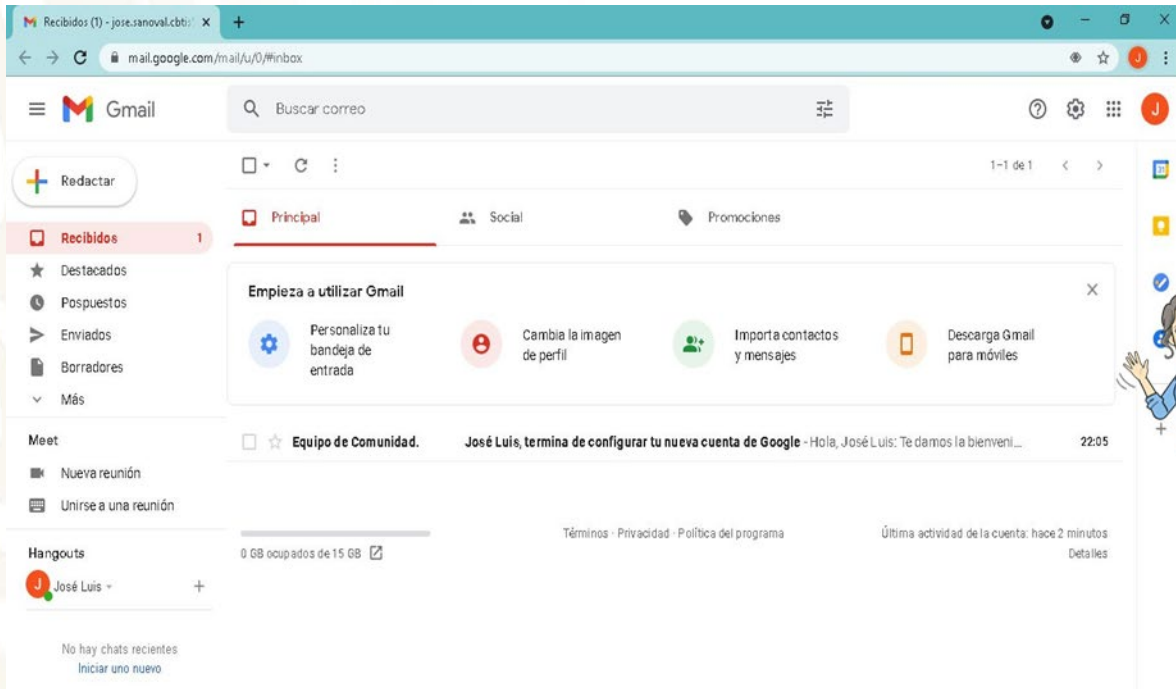 Recibidos (1) - jose.sanoval.cbtis
mail.google.com/mail/u/0/#inbox
J
Gmail
Buscar correo
J
Redactar
1-1 de 1
31
Principal
Social
Promociones
Recibidos 1
Destacados
Pospuestos
Enviados
Borradores
Más
Empieza a utilizar Gmail
Personaliza tu
bandeja de
entrada
Cambia la imagen
de perfil
Importa contactos
y mensajes
Descarga Gmail
para móviles
Equipo de Comunidad. José Luis, termina de configurar tu nueva cuenta de Google - Hola, José Luis: Te damos la bienveni... 22:05
Meet
Nueva reunión
Unirse a una reunión
Hangouts
J José Luis
No hay chats recientes
Iniciar uno nuevo
0 GB ocupados de 15 GB
Términos · Privacidad · Política del programa
Última actividad de la cuenta: hace 2 minutos
Detalles